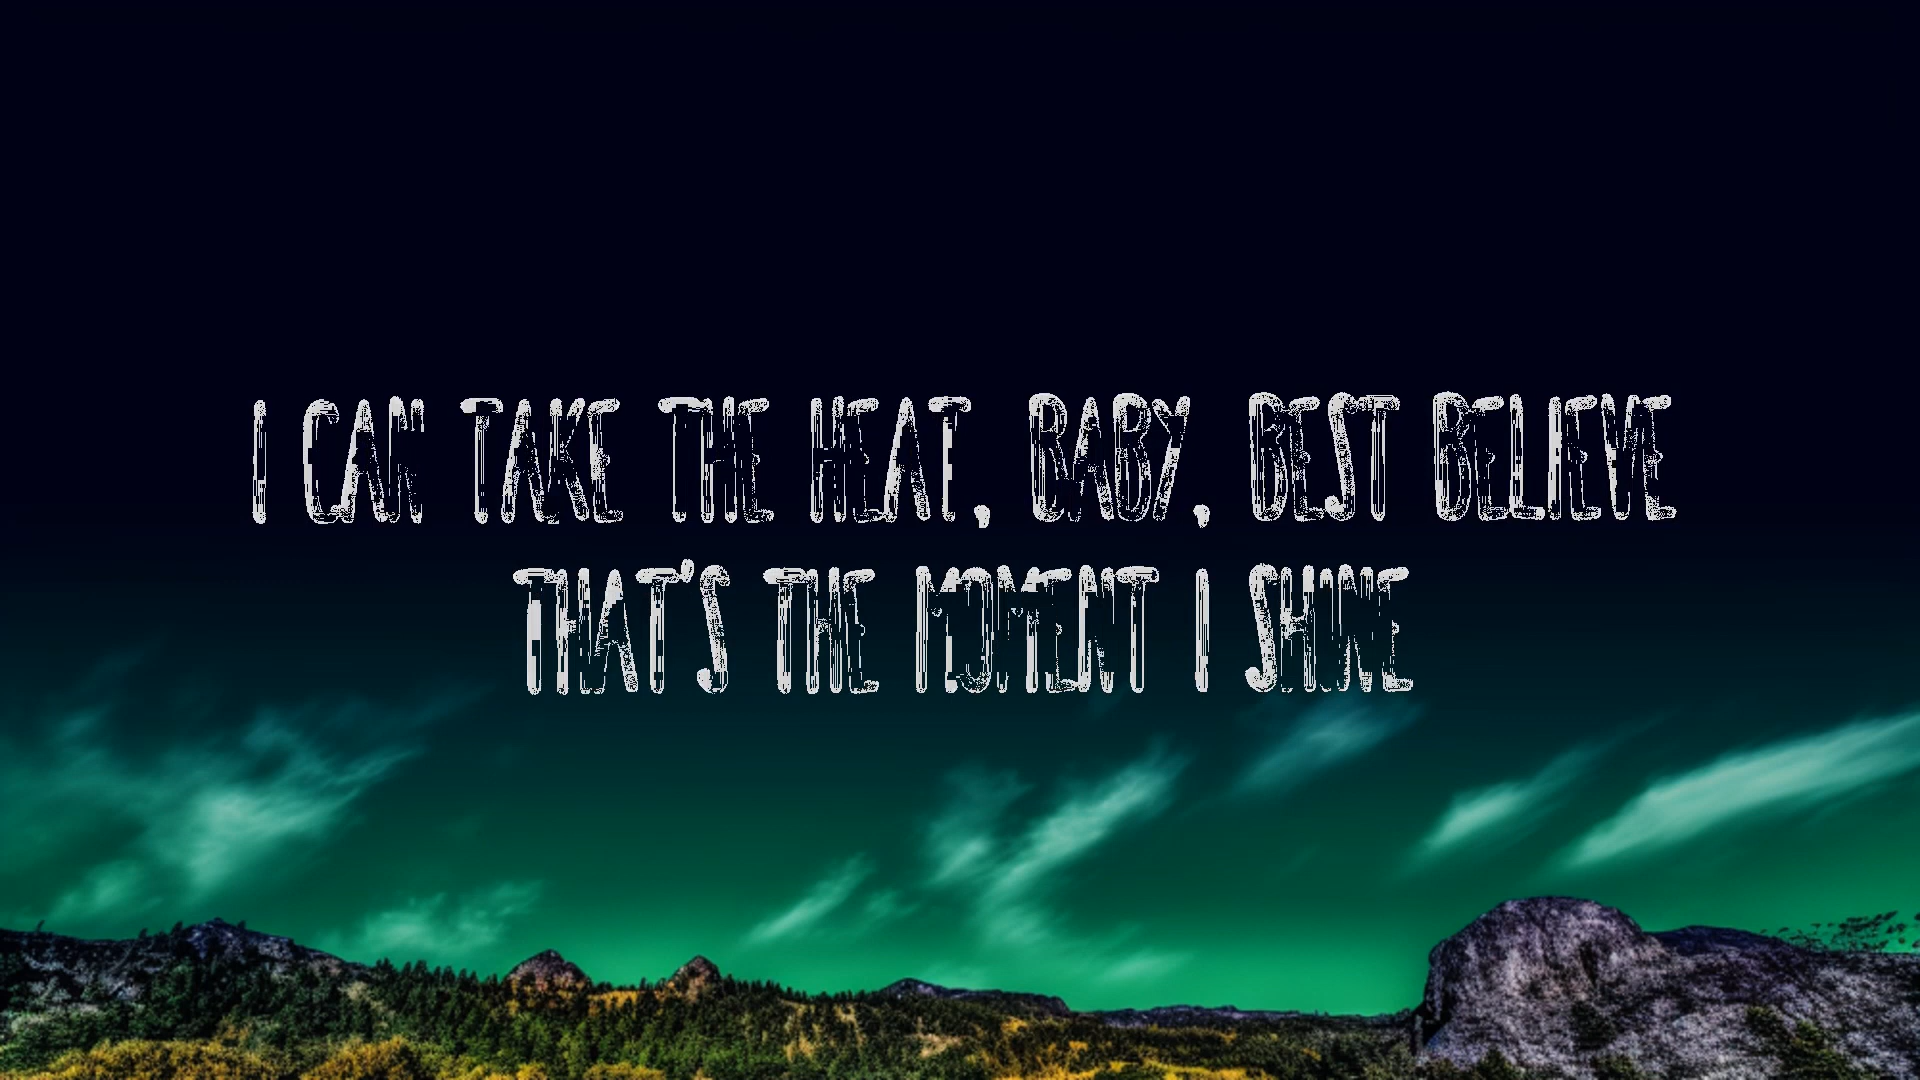 I CAN TAKE THE HEAT, BABY, BEST BELIEVE
THAT'S THE MOMENT I SHINE